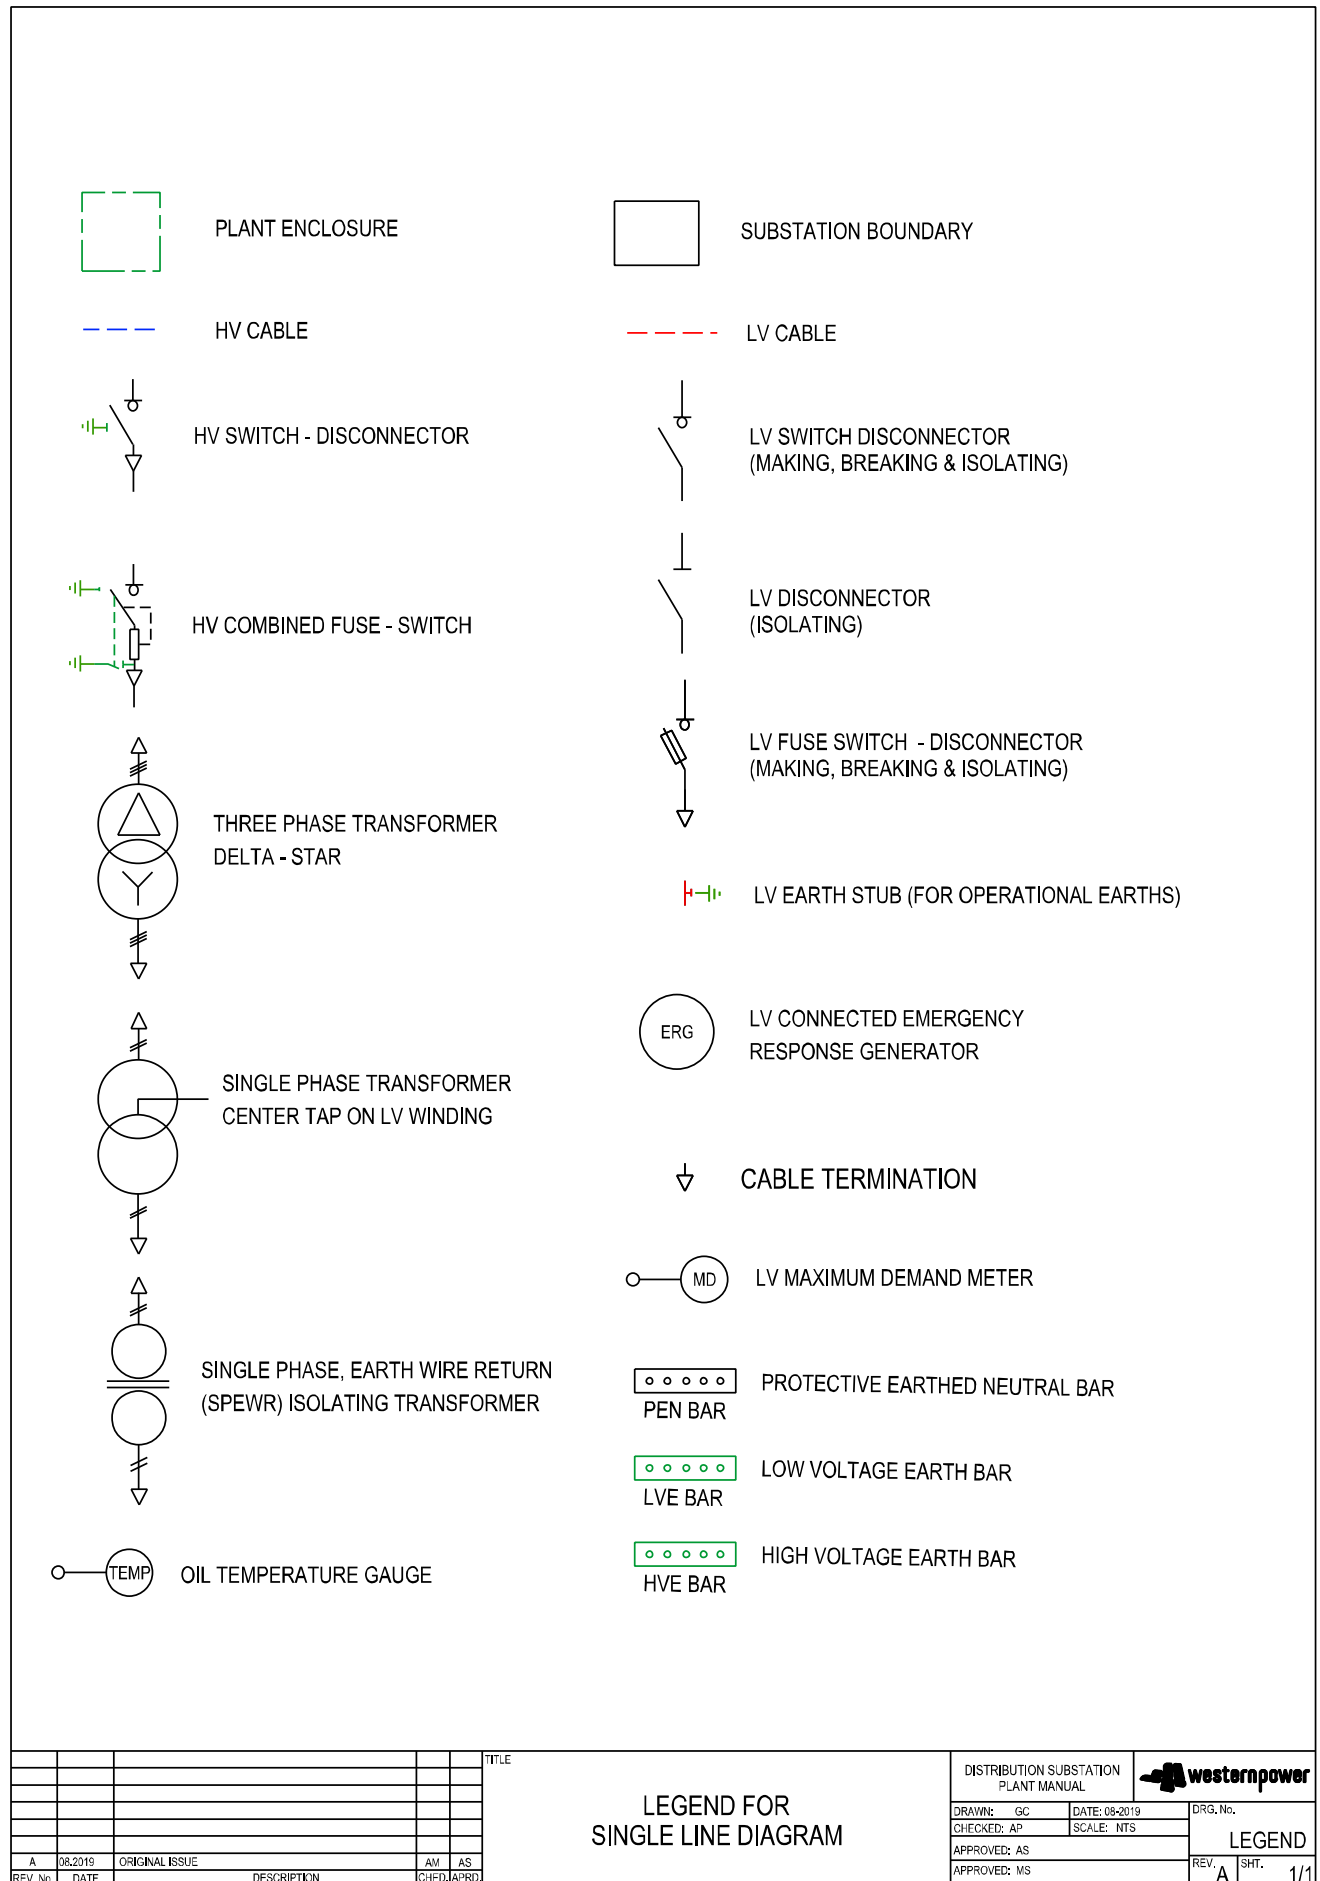 PLANT ENCLOSURE
HV CABLE
HV SWITCH - DISCONNECTOR
HV COMBINED FUSE - SWITCH
THREE PHASE TRANSFORMER
DELTA - STAR
SINGLE PHASE TRANSFORMER
CENTER TAP ON LV WINDING
SINGLE PHASE, EARTH WIRE RETURN
(SPEWR) ISOLATING TRANSFORMER
TEMP
OIL TEMPERATURE GAUGE
SUBSTATION BOUNDARY
LV CABLE
LV SWITCH DISCONNECTOR
(MAKING, BREAKING & ISOLATING)
LV DISCONNECTOR
(ISOLATING)
LV FUSE SWITCH - DISCONNECTOR
(MAKING, BREAKING & ISOLATING)
LV EARTH STUB (FOR OPERATIONAL EARTHS)
ERG
LV CONNECTED EMERGENCY
RESPONSE GENERATOR
CABLE TERMINATION
MD
LV MAXIMUM DEMAND METER
PROTECTIVE EARTHED NEUTRAL BAR
PEN BAR
LOW VOLTAGE EARTH BAR
LVE BAR
HIGH VOLTAGE EARTH BAR
HVE BAR
A 08.2019 ORIGINAL ISSUE AM AS
REV. No DATE DESCRIPTION CHED. APRD.
TITLE
LEGEND FOR
SINGLE LINE DIAGRAM
DISTRIBUTION SUBSTATION
PLANT MANUAL
westernpower
DRAWN: GC DATE: 08-2019
CHECKED: AP SCALE: NTS
APPROVED: AS
APPROVED: MS
DRG. No.
LEGEND
REV. A SHT. 1/1